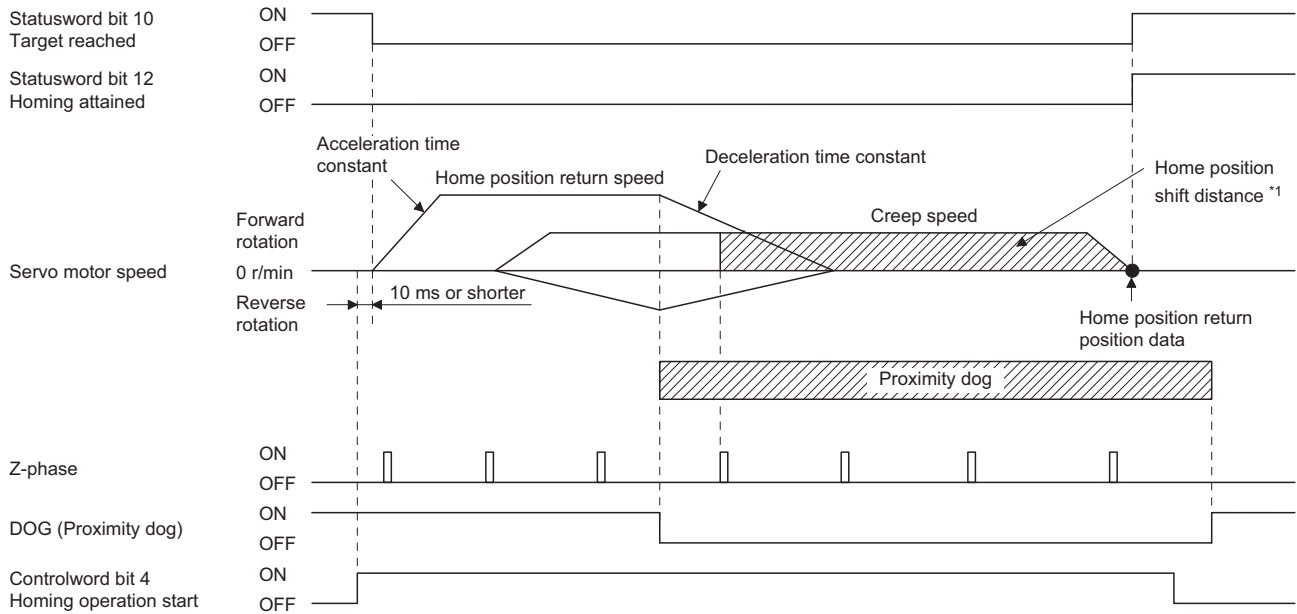 Statusword bit 10
Target reached
ON
OFF
Statusword bit 12
Homing attained
ON
OFF
Acceleration time
constant
Home position return speed
Deceleration time constant
Home position
shift distance *1
Creep speed
Forward
rotation
Servo motor speed
0 r/min
Reverse
rotation
10 ms or shorter
Home position return
position data
Proximity dog
Z-phase
ON
OFF
DOG (Proximity dog)
ON
OFF
Controlword bit 4
Homing operation start
ON
OFF